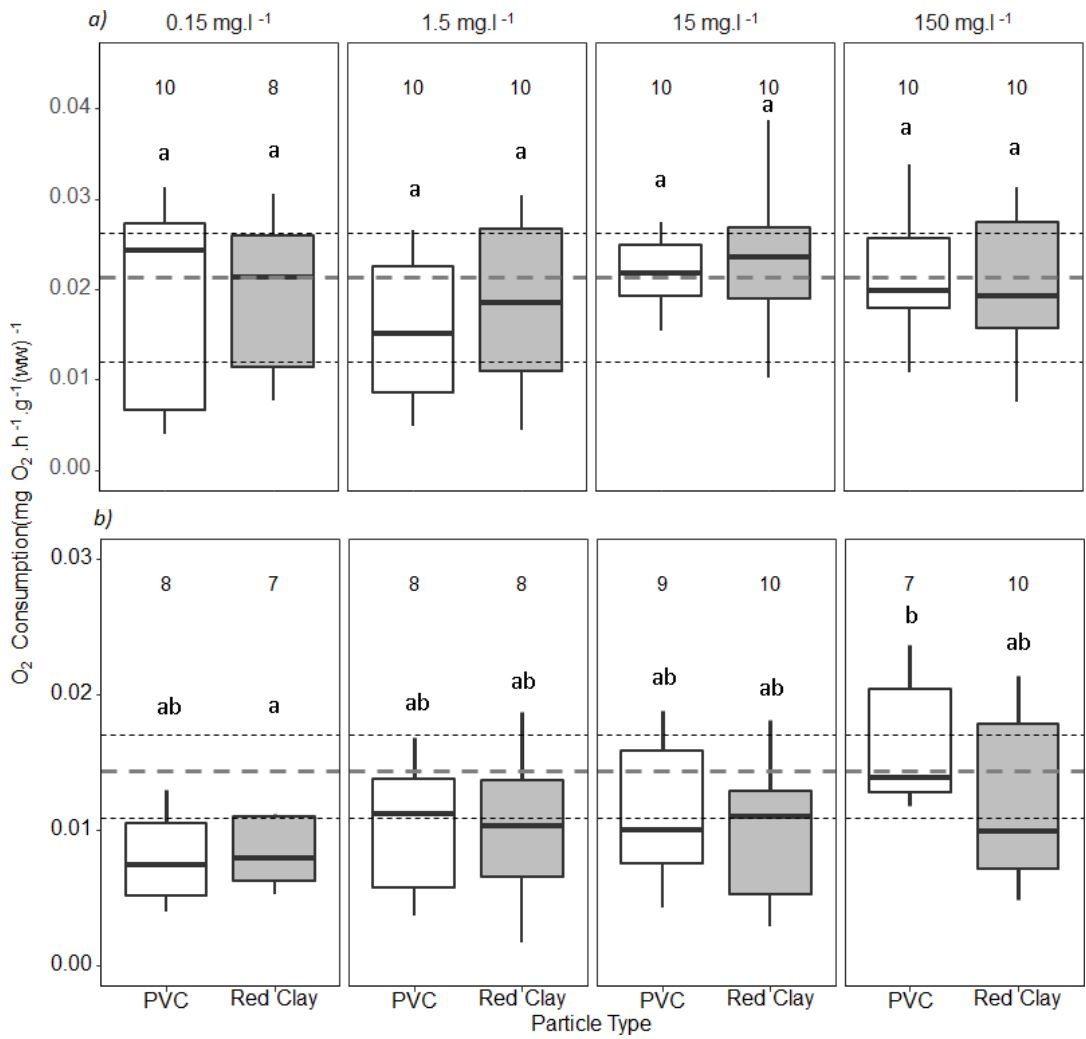 a) 0.15 mg.l⁻¹ 1.5 mg.l⁻¹ 15 mg.l⁻¹ 150 mg.l⁻¹
10 8 10 10 10 10 10 10
a a a a a a a a
0.04
0.03
0.02
0.01
0.00
O₂ Consumption(mg O₂.h⁻¹.g⁻¹(ww)⁻¹
b)
8 7 8 8 9 10 7 10
ab a ab ab ab ab b ab
0.03
0.02
0.01
0.00
PVC Red Clay PVC Red Clay PVC Red Clay PVC Red Clay
Particle Type